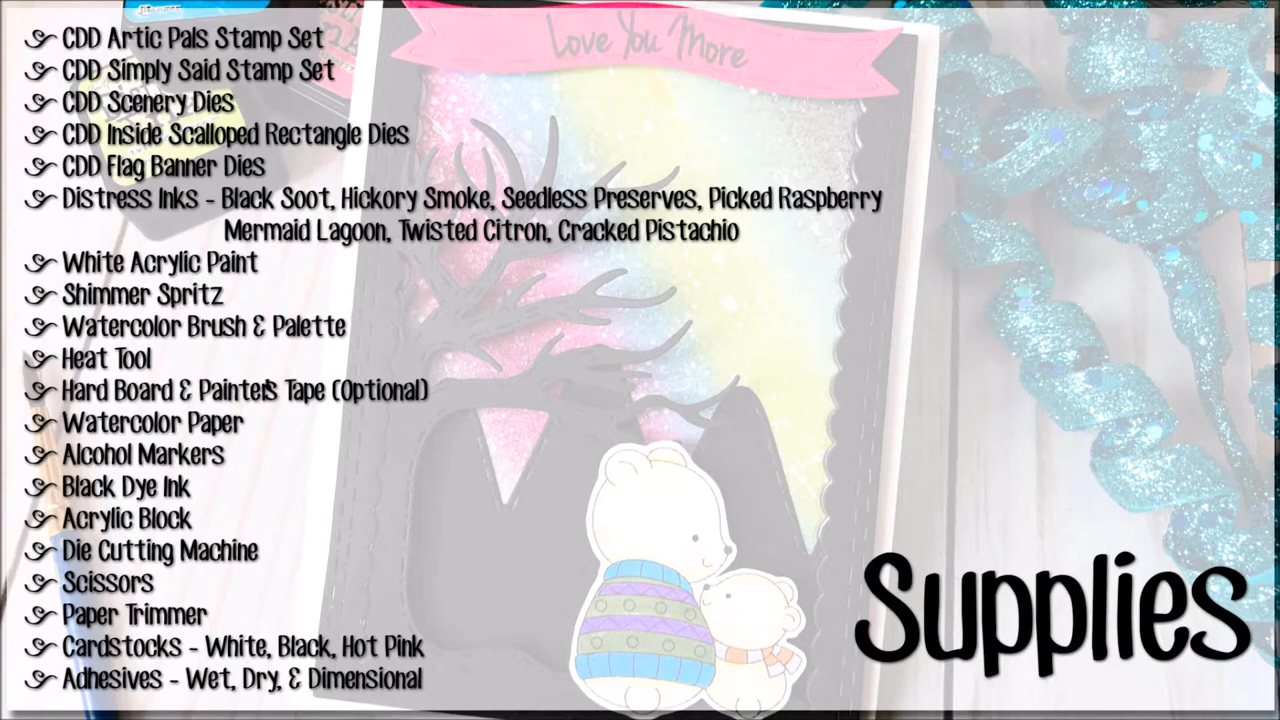 Love You More
CDD Artic Pals Stamp Set
CDD Simply Said Stamp Set
CDD Scenery Dies
CDD Inside Scalloped Rectangle Dies
CDD Flag Banner Dies
Distress Inks - Black Soot, Hickory Smoke, Seedless Preserves, Picked Raspberry
Mermaid Lagoon, Twisted Citron, Cracked Pistachio
White Acrylic Paint
Shimmer Spritz
Watercolor Brush & Palette
Heat Tool
Hard Board & Painter's Tape (Optional)
Watercolor Paper
Alcohol Markers
Black Dye Ink
Acrylic Block
Die Cutting Machine
Scissors
Paper Trimmer
Cardstocks - White, Black, Hot Pink
Adhesives - Wet, Dry, & Dimensional
Supplies